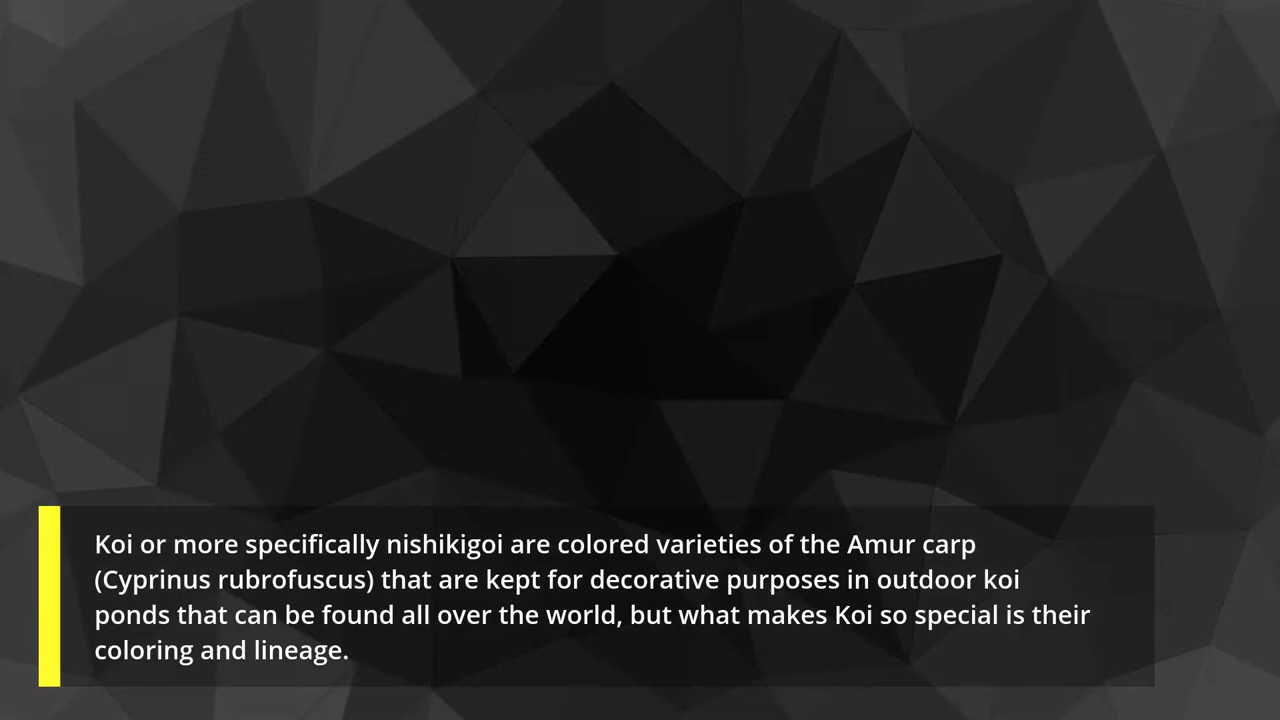 Koi or more specifically nishikigoi are colored varieties of the Amur carp
(Cyprinus rubrofuscus) that are kept for decorative purposes in outdoor koi
ponds that can be found all over the world, but what makes Koi so special is their
coloring and lineage.